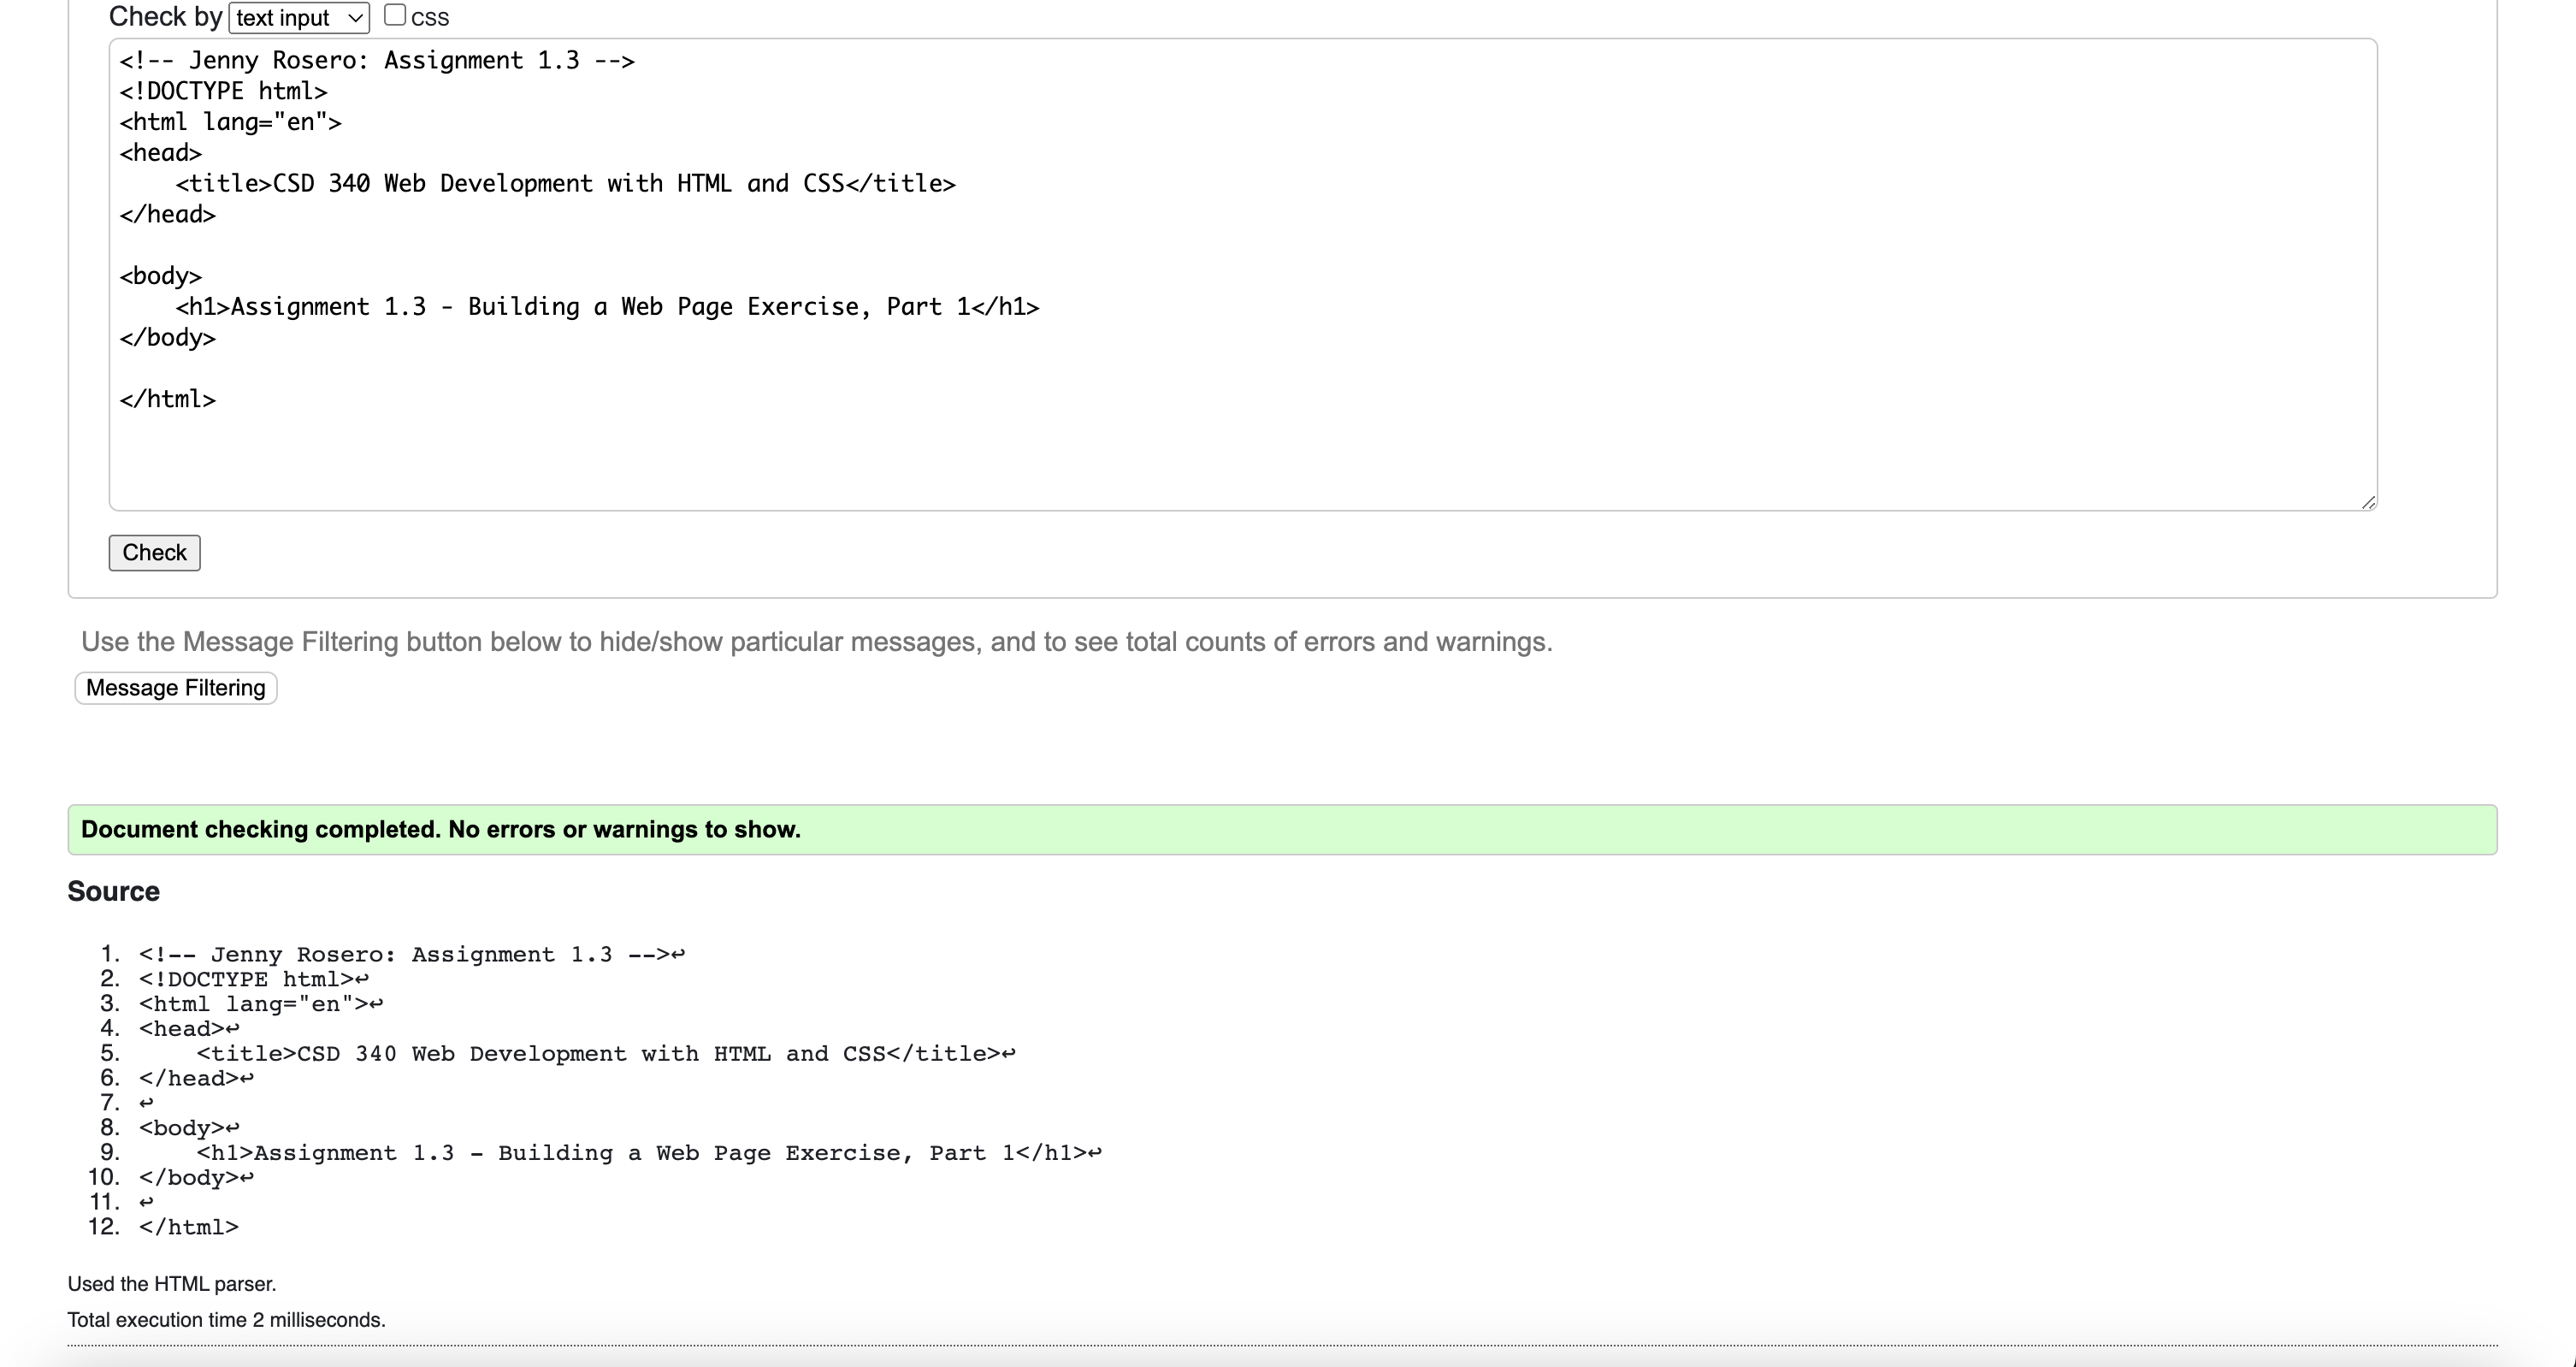 Check by text input CSS
<!-- Jenny Rosero: Assignment 1.3 -->
<!DOCTYPE html>
<html lang="en">
<head>
    <title>CSD 340 Web Development with HTML and CSS</title>
</head>

<body>
    <h1>Assignment 1.3 - Building a Web Page Exercise, Part 1</h1>
</body>

</html>
Check
Use the Message Filtering button below to hide/show particular messages, and to see total counts of errors and warnings.
Message Filtering
Document checking completed. No errors or warnings to show.
Source
1. <!-- Jenny Rosero: Assignment 1.3 -->↩
2. <!DOCTYPE html>↩
3. <html lang="en">↩
4. <head>↩
5.     <title>CSD 340 Web Development with HTML and CSS</title>↩
6. </head>↩
7. ↩
8. <body>↩
9.     <h1>Assignment 1.3 - Building a Web Page Exercise, Part 1</h1>↩
10. </body>↩
11. ↩
12. </html>
Used the HTML parser.
Total execution time 2 milliseconds.